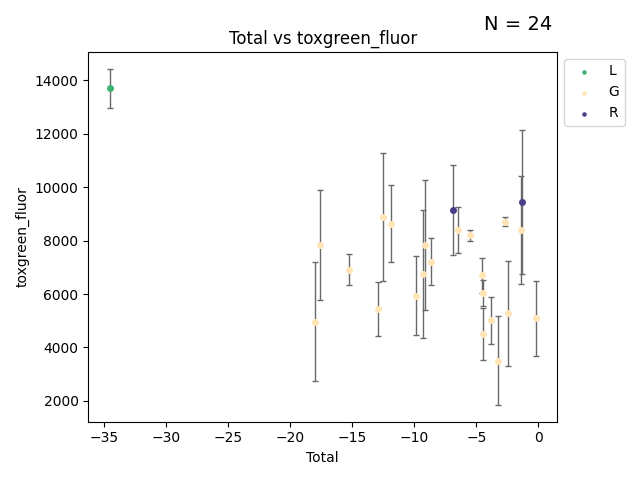 N = 24
Total vs toxgreen_fluor
14000
12000
10000
8000
6000
4000
2000
toxgreen_fluor
−35
−30
−25
−20
−15
−10
−5
0
Total
L
G
R